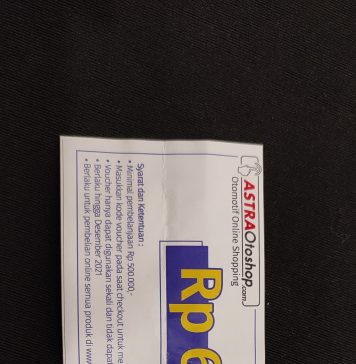 ASTRAOtoshop.com
Otomotif Online Shopping
Rp 6
Syarat dan Ketentuan :
• Minimal pembelanjaan Rp 500.000,-
• Masukkan kode voucher pada saat checkout untuk me
• Voucher hanya dapat digunakan sekali dan tidak dapa
• Berlaku hingga Desember 2021
• Berlaku untuk pembelian online semua produk di www